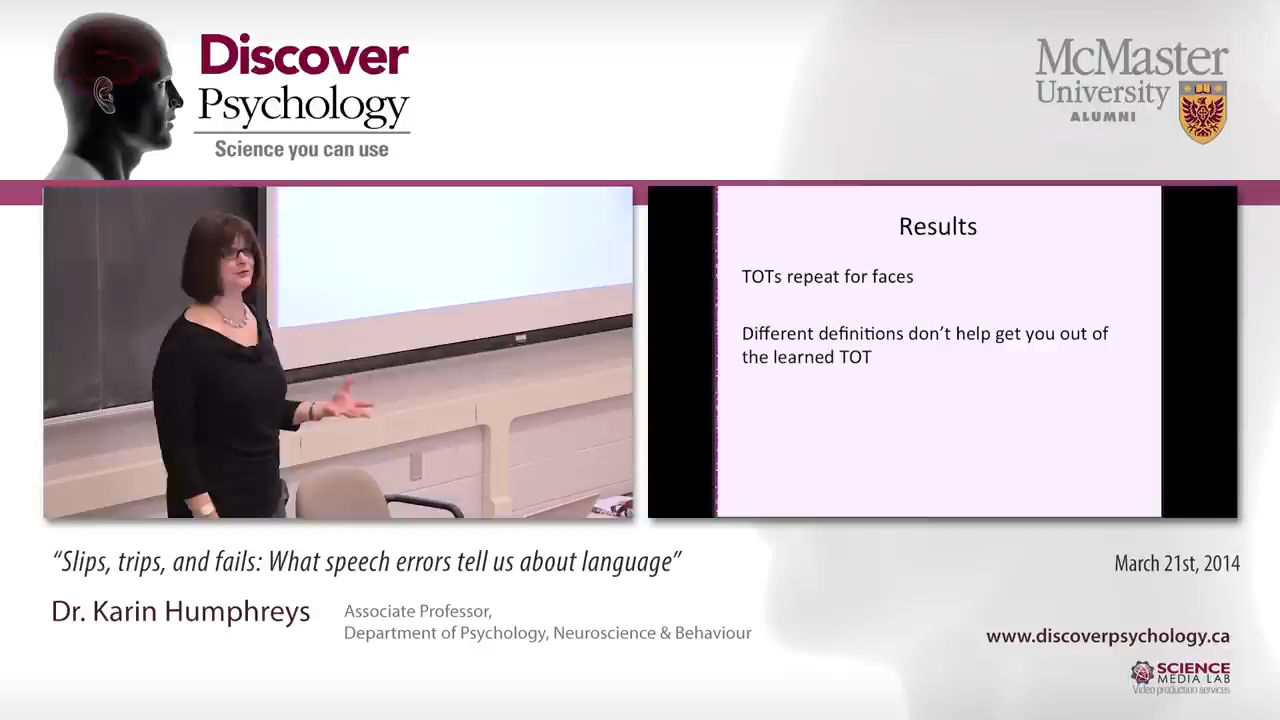 Discover
Psychology
Science you can use
McMaster
University
ALUMNI
Results
TOTs repeat for faces
Different definitions don't help get you out of
the learned TOT
“Slips, trips, and fails: What speech errors tell us about language”
March 21st, 2014
Dr. Karin Humphreys
Associate Professor,
Department of Psychology, Neuroscience & Behaviour
www.discoverpsychology.ca
SCIENCE
MEDIA LAB
Video production services